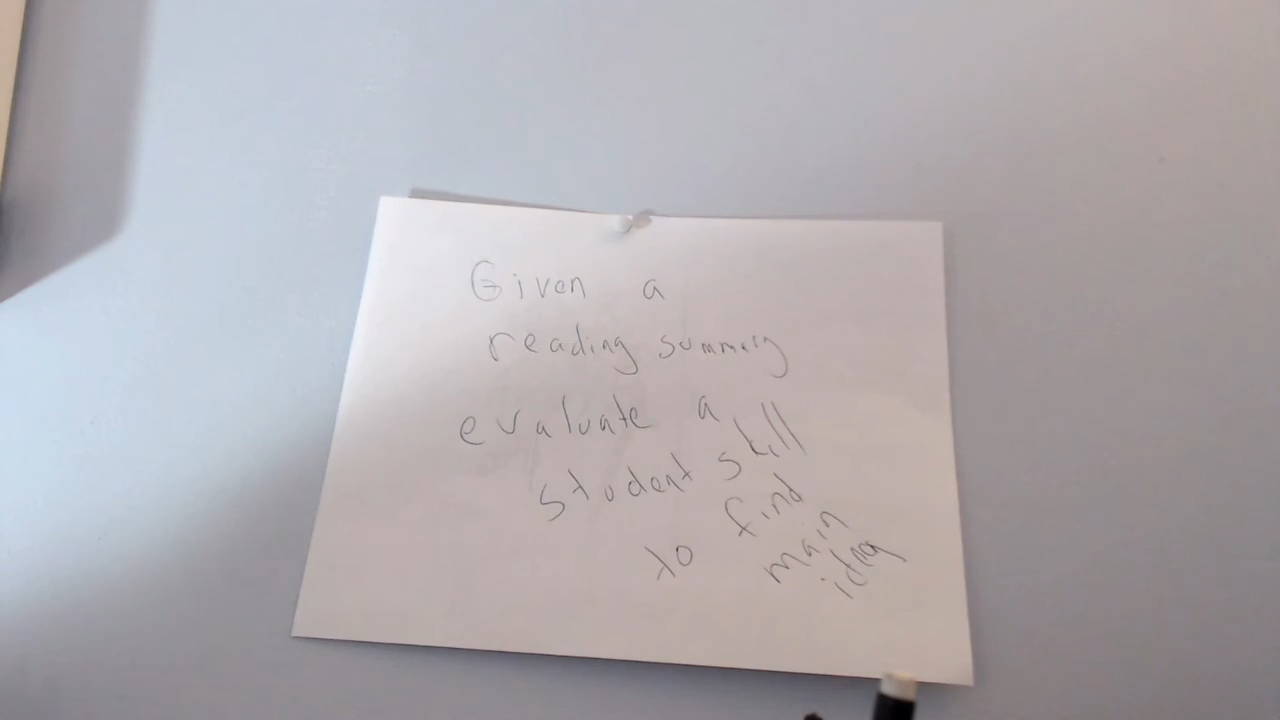 Given a
reading summary
evaluate a
student skill
to find
main
idea